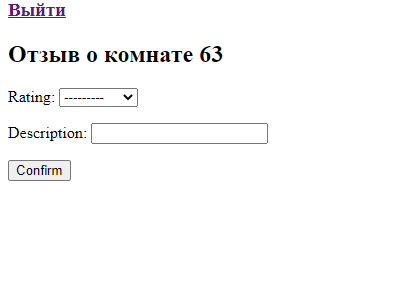 Выйти
Отзыв о комнате 63
Rating: ---------
Description:
Confirm